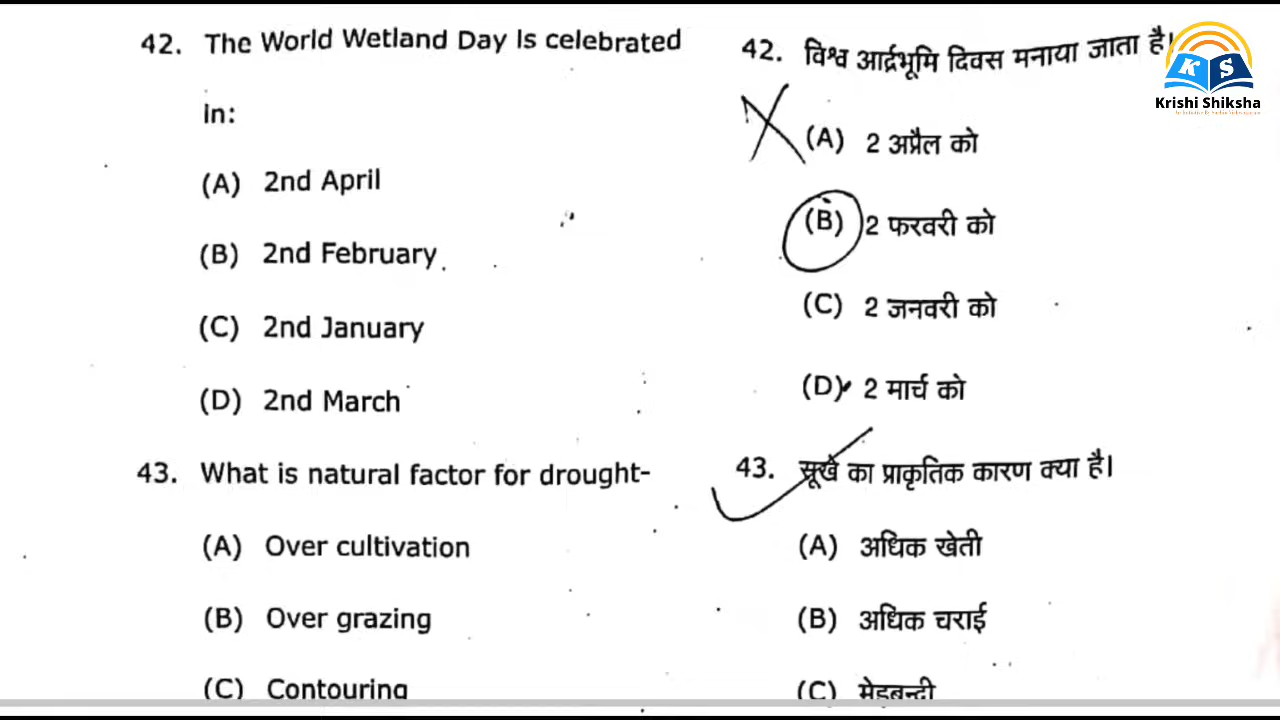 42. The World Wetland Day is celebrated
in:
(A) 2nd April
(B) 2nd February
(C) 2nd January
(D) 2nd March
43. What is natural factor for drought-
(A) Over cultivation
(B) Over grazing
(C) Contouring
42. विश्व आर्द्रभूमि दिवस मनाया जाता है।
(A) 2 अप्रैल को
(B) 2 फरवरी को
(C) 2 जनवरी को
(D) 2 मार्च को
43. सूखे का प्राकृतिक कारण क्या है।
(A) अधिक खेती
(B) अधिक चराई
(C) मेड़बन्दी
K S
Krishi Shiksha